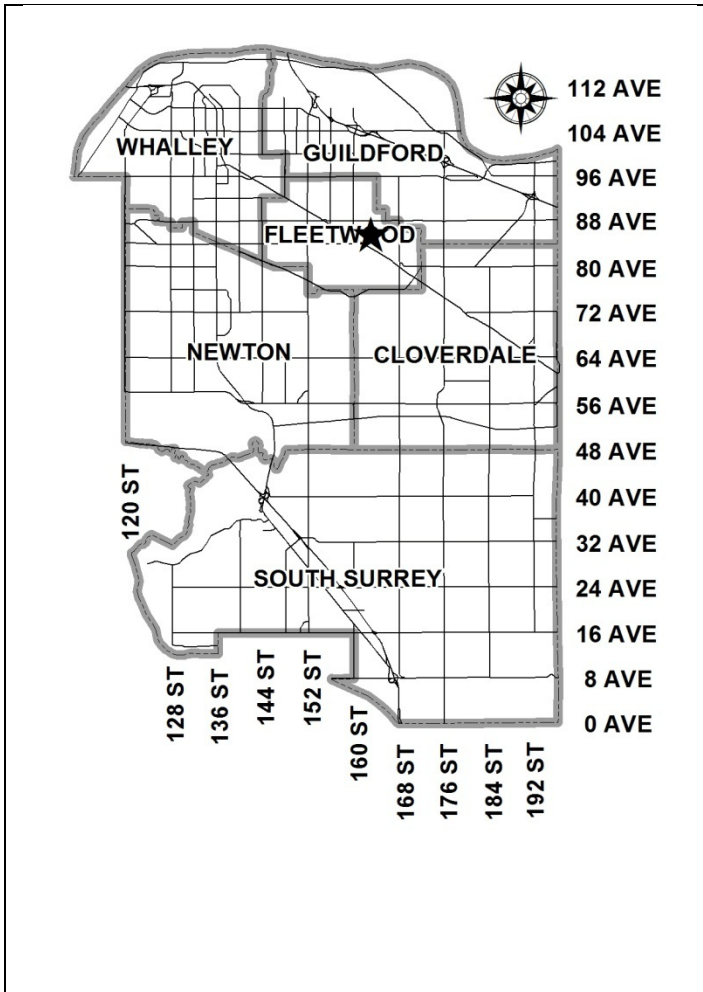 112 AVE
104 AVE
WHALLEY
GUILDFORD
96 AVE
88 AVE
FLEETWOOD
80 AVE
72 AVE
NEWTON
CLOVERDALE
64 AVE
56 AVE
48 AVE
120 ST
40 AVE
32 AVE
SOUTH SURREY
24 AVE
16 AVE
8 AVE
0 AVE
128 ST
136 ST
144 ST
152 ST
160 ST
168 ST
176 ST
184 ST
192 ST